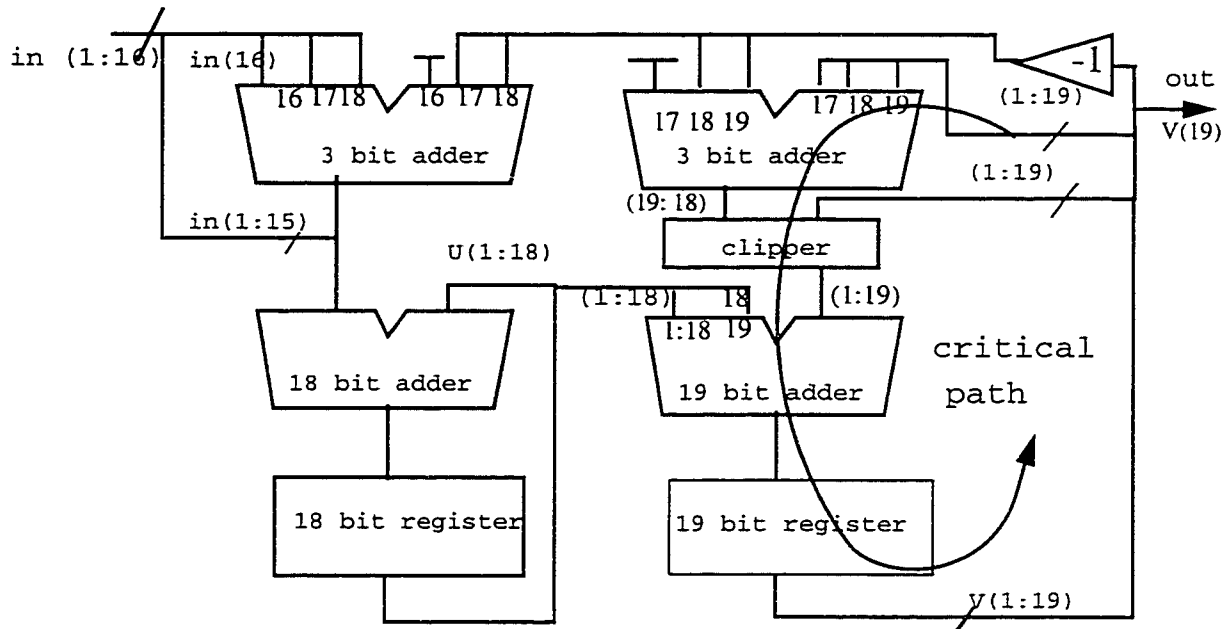 in (1:16)
in(16)
16 17 18
16 17 18
3 bit adder
in(1:15)
17 18 19
17 18 19
3 bit adder
-1
(1:19)
out
V(19)
(1:19)
(19:18)
clipper
U(1:18)
(1:18)
18
(1:19)
1:18 19
18 bit adder
19 bit adder
critical
path
18 bit register
19 bit register
V(1:19)